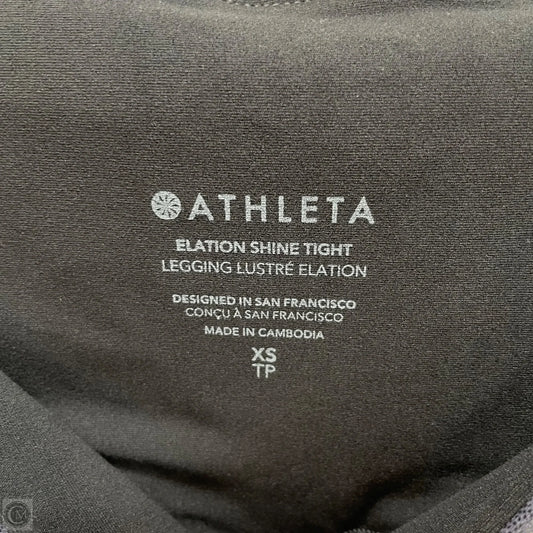 ATHLETA
ELATION SHINE TIGHT
LEGGING LUSTRÉ ELATION
DESIGNED IN SAN FRANCISCO
CONÇU À SAN FRANCISCO
MADE IN CAMBODIA
XS
TP